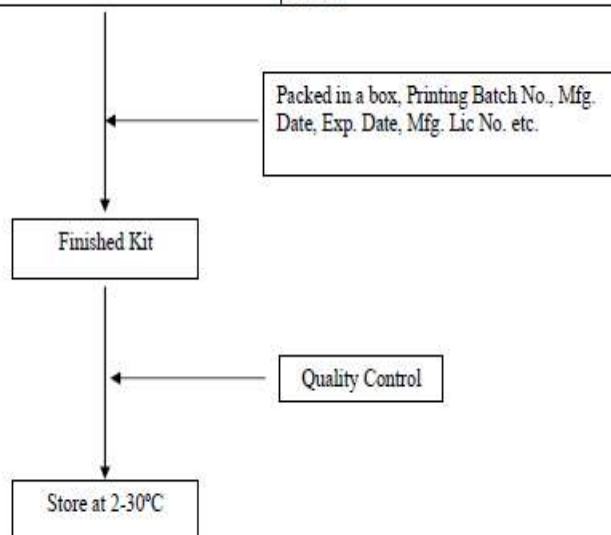 Packed in a box, Printing Batch No., Mfg.
Date, Exp. Date, Mfg. Lic No. etc.
Finished Kit
Quality Control
Store at 2-30ºC